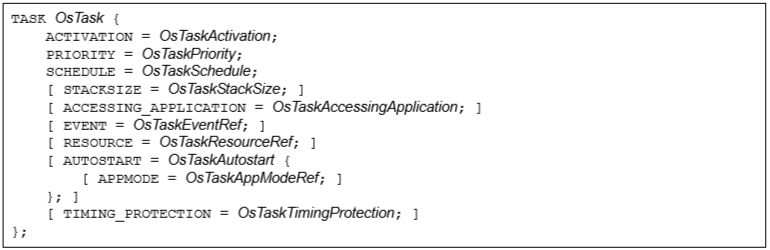 TASK OsTask {
ACTIVATION = OsTaskActivation;
PRIORITY = OsTaskPriority;
SCHEDULE = OsTaskSchedule;
[ STACKSIZE = OsTaskStackSize; ]
[ ACCESSING_APPLICATION = OsTaskAccessingApplication; ]
[ EVENT = OsTaskEventRef; ]
[ RESOURCE = OsTaskResourceRef; ]
[ AUTOSTART = OsTaskAutostart {
[ APPMODE = OsTaskAppModeRef; ]
}; ]
[ TIMING_PROTECTION = OsTaskTimingProtection; ]
};